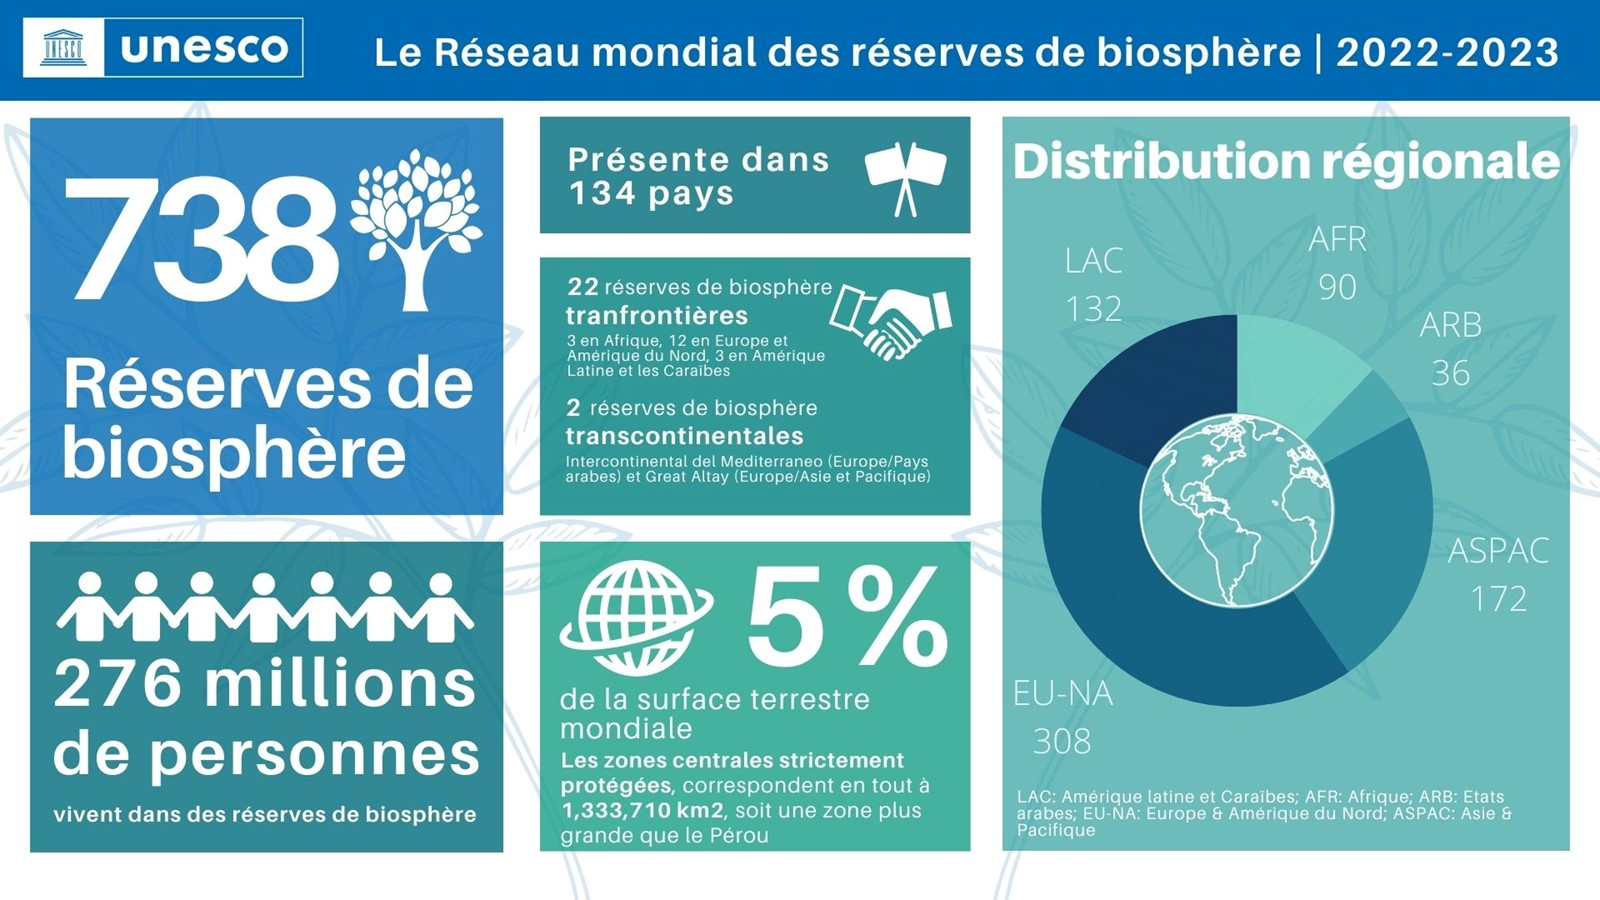 UNESCO
unesco
Le Réseau mondial des réserves de biosphère | 2022-2023
738
Réserves de
biosphère
276 millions
de personnes
vivent dans des réserves de biosphère
Présente dans
134 pays
22 réserves de biosphère
tranfrontières
3 en Afrique, 12 en Europe et
Amérique du Nord, 3 en Amérique
Latine et les Caraïbes
2 réserves de biosphère
transcontinentales
Intercontinental del Mediterraneo (Europe/Pays
arabes) et Great Altay (Europe/Asie et Pacifique)
5%
de la surface terrestre
mondiale
Les zones centrales strictement
protégées, correspondent en tout à
1,333,710 km2, soit une zone plus
grande que le Pérou
Distribution régionale
LAC
132
AFR
90
ARB
36
ASPAC
172
EU-NA
308
LAC: Amérique latine et Caraïbes; AFR: Afrique; ARB: Etats
arabes; EU-NA: Europe & Amérique du Nord; ASPAC: Asie &
Pacifique